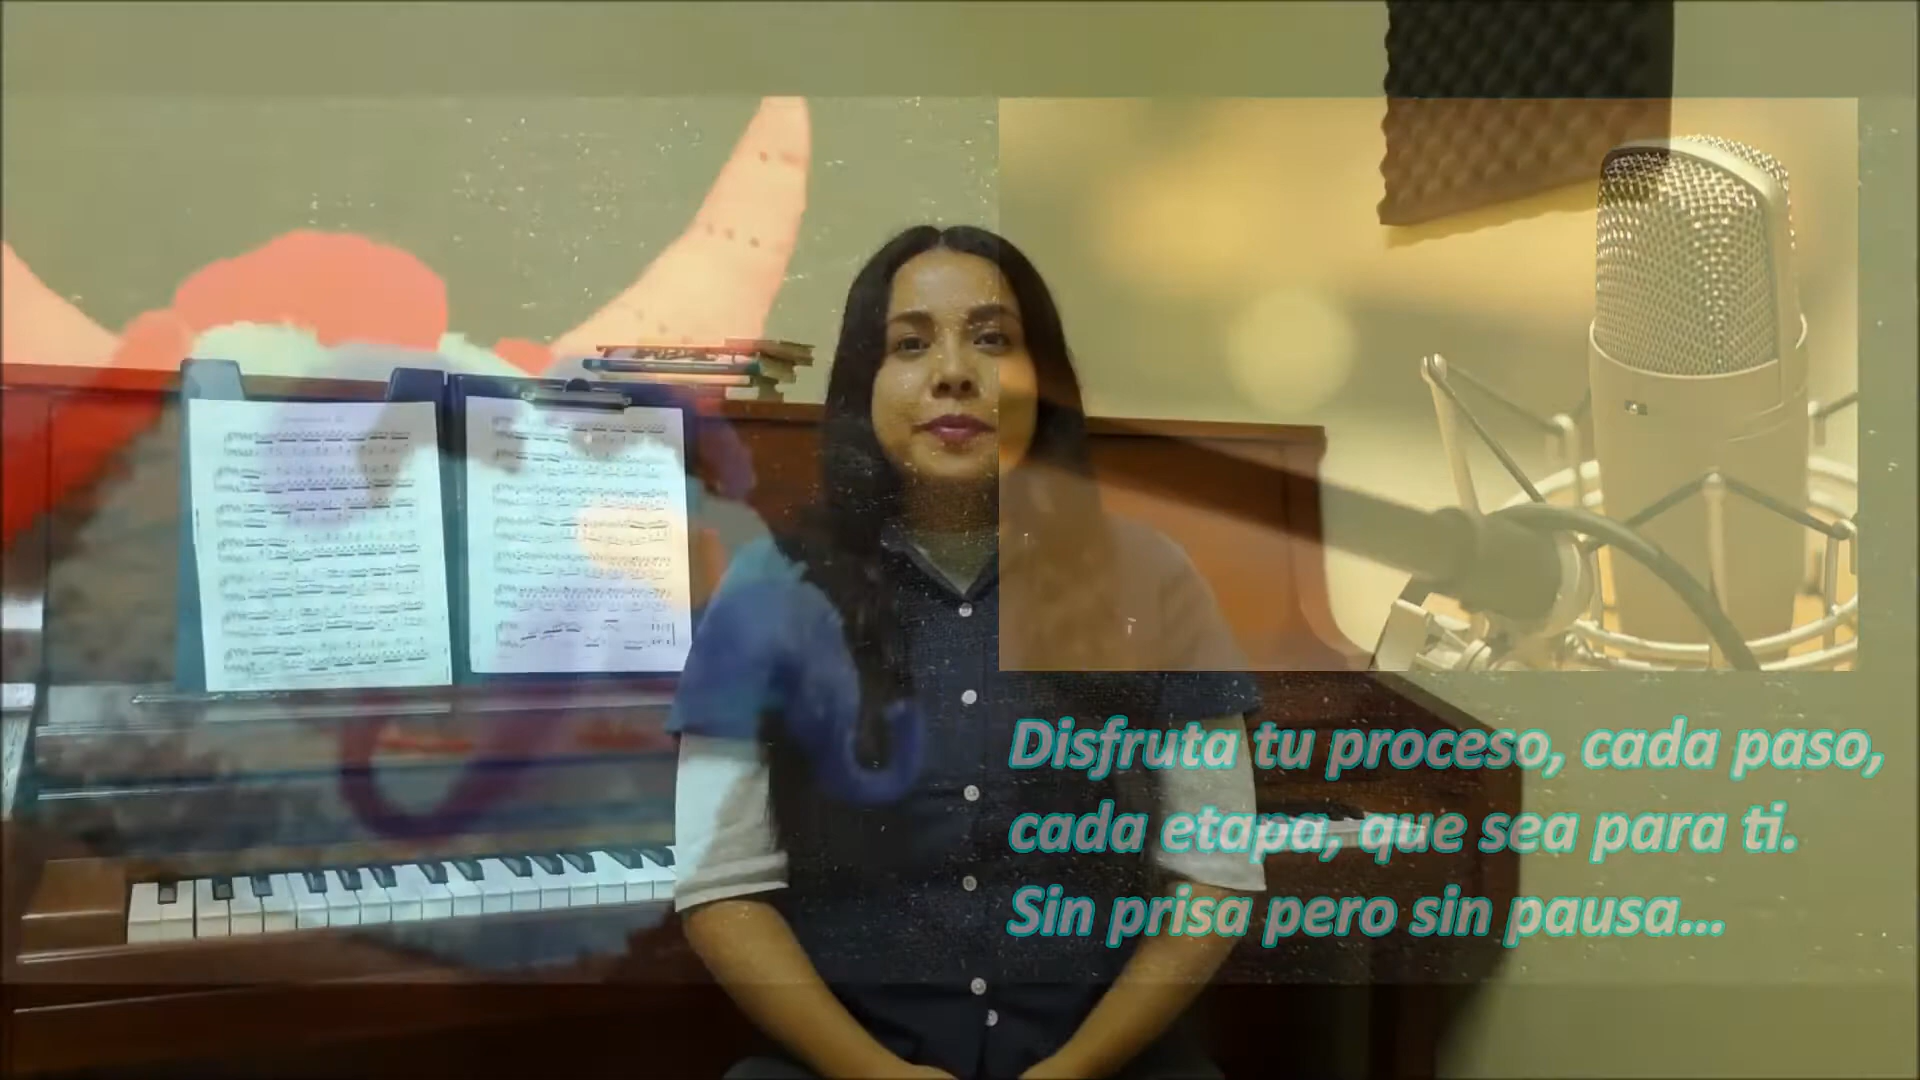 Disfruta tu proceso, cada paso,
cada etapa, que sea para ti.
Sin prisa pero sin pausa...